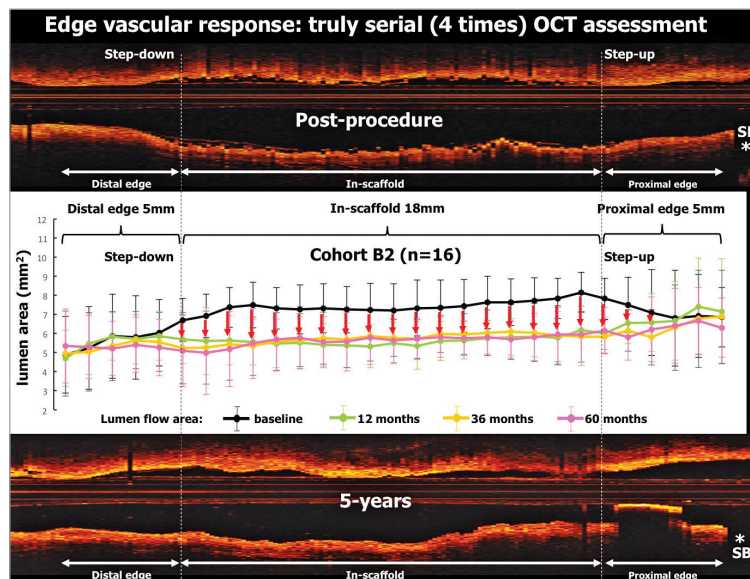 Edge vascular response: truly serial (4 times) OCT assessment
Step-down Step-up
Post-procedure
*
Distal edge In-scaffold Proximal edge
Distal edge 5mm In-scaffold 18mm Proximal edge 5mm
Step-down Cohort B2 (n=16) Step-up
lumen area (mm²)
12
11
10
9
8
7
6
5
4
3
2
Lumen flow area: baseline 12 months 36 months 60 months
5-years
*
SB
Distal edge In-scaffold Proximal edge